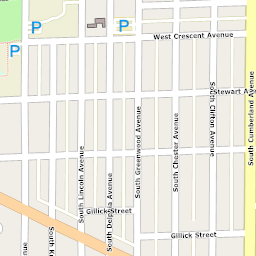 P
P
P
West Crescent Avenue
Stewart A
South Clifton Avenue
South Cumberland Avenue
South Greenwood Avenue
South Chester Avenue
South Lincoln Avenue
South Delphia Avenue
Gillick Street
South K
Gillick Street